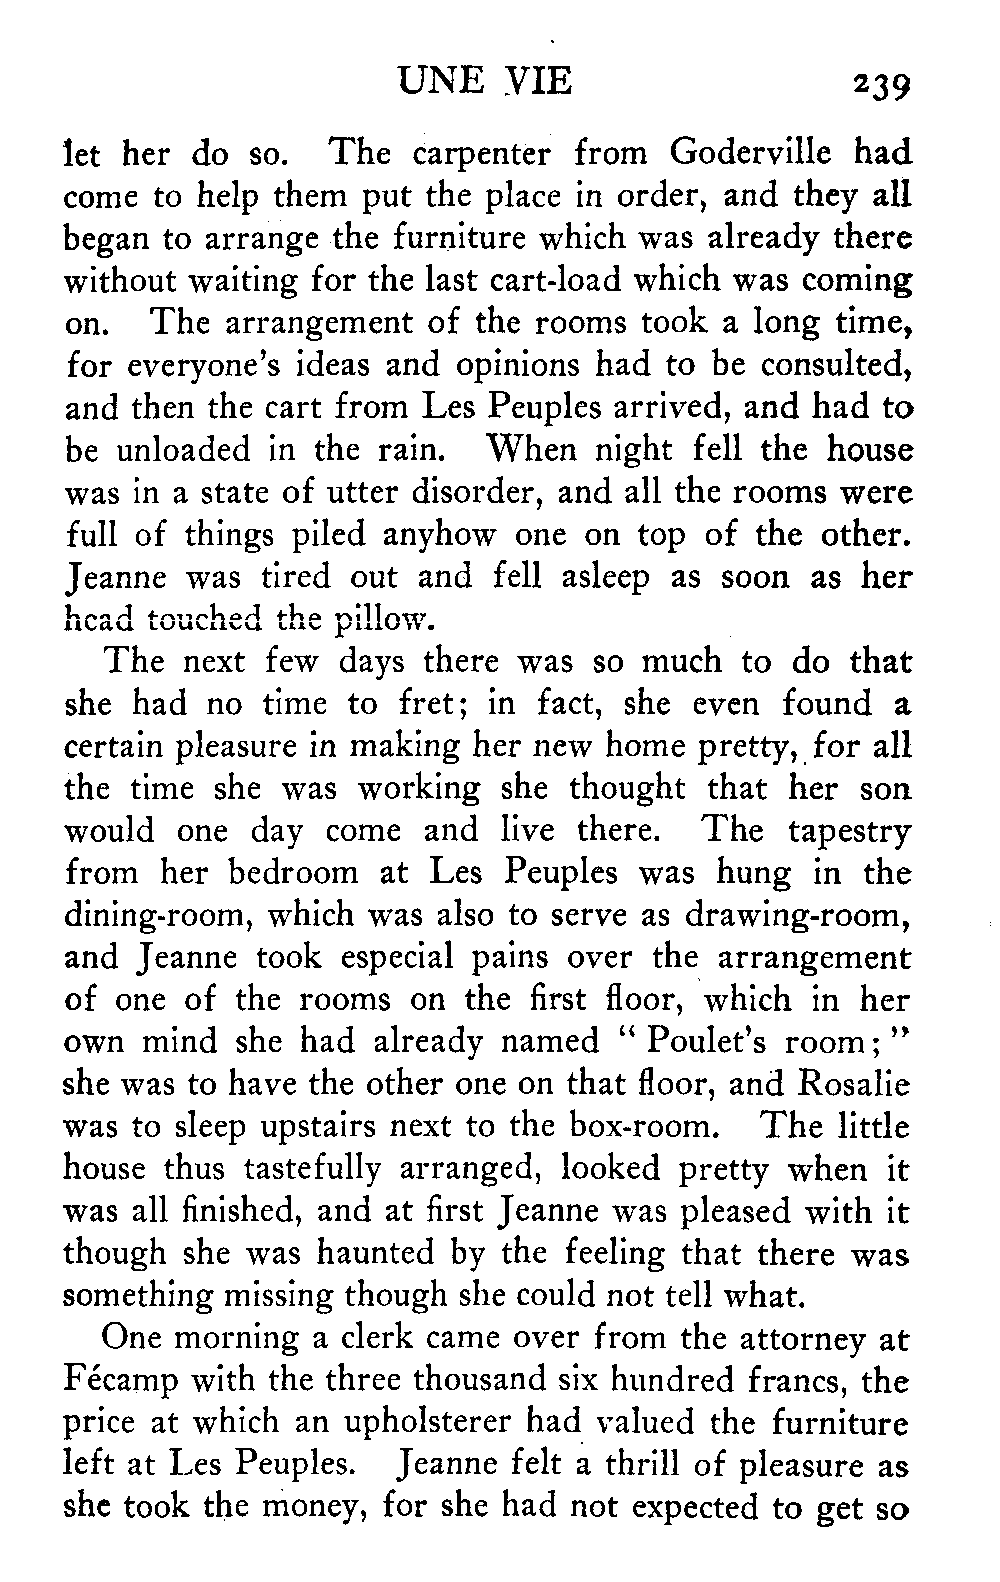 UNE VIE 239
let her do so. The carpenter from Goderville had
come to help them put the place in order, and they all
began to arrange the furniture which was already there
without waiting for the last cart-load which was coming
on. The arrangement of the rooms took a long time,
for everyone's ideas and opinions had to be consulted,
and then the cart from Les Peuples arrived, and had to
be unloaded in the rain. When night fell the house
was in a state of utter disorder, and all the rooms were
full of things piled anyhow one on top of the other.
Jeanne was tired out and fell asleep as soon as her
head touched the pillow.
The next few days there was so much to do that
she had no time to fret; in fact, she even found a
certain pleasure in making her new home pretty, for all
the time she was working she thought that her son
would one day come and live there. The tapestry
from her bedroom at Les Peuples was hung in the
dining-room, which was also to serve as drawing-room,
and Jeanne took especial pains over the arrangement
of one of the rooms on the first floor, which in her
own mind she had already named “ Poulet's room; ”
she was to have the other one on that floor, and Rosalie
was to sleep upstairs next to the box-room. The little
house thus tastefully arranged, looked pretty when it
was all finished, and at first Jeanne was pleased with it
though she was haunted by the feeling that there was
something missing though she could not tell what.
One morning a clerk came over from the attorney at
Fécamp with the three thousand six hundred francs, the
price at which an upholsterer had valued the furniture
left at Les Peuples. Jeanne felt a thrill of pleasure as
she took the money, for she had not expected to get so